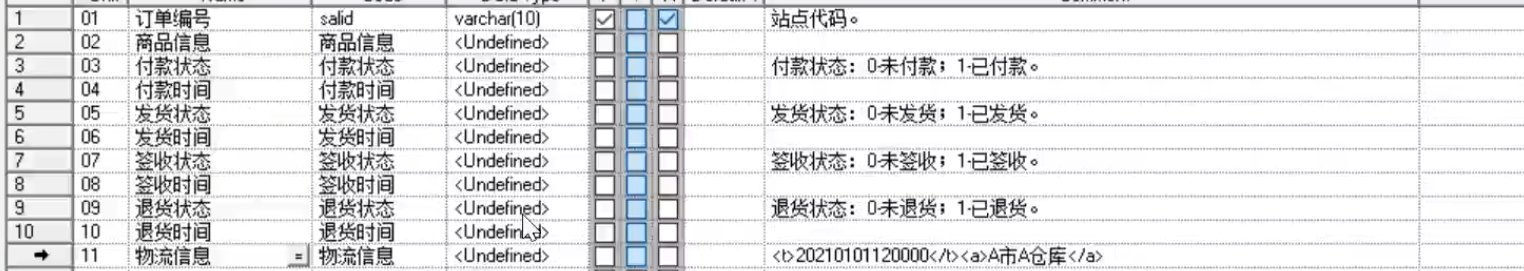 1 01 订单编号 salid varchar(10) 站点代码。
2 02 商品信息 商品信息 <Undefined>
3 03 付款状态 付款状态 <Undefined> 付款状态：0-未付款；1-已付款。
4 04 付款时间 付款时间 <Undefined>
5 05 发货状态 发货状态 <Undefined> 发货状态：0-未发货；1-已发货。
6 06 发货时间 发货时间 <Undefined>
7 07 签收状态 签收状态 <Undefined> 签收状态：0-未签收；1-已签收。
8 08 签收时间 签收时间 <Undefined>
9 09 退货状态 退货状态 <Undefined> 退货状态：0-未退货；1-已退货。
10 10 退货时间 退货时间 <Undefined>
11 物流信息 = 物流信息 <Undefined> <b>20210101120000</b><a>A市A仓库</a>